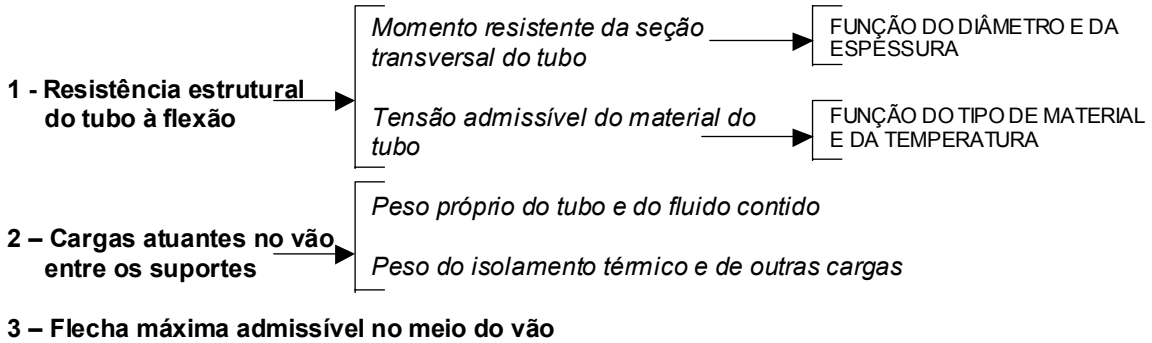 Momento resistente da seção
transversal do tubo
FUNÇÃO DO DIÂMETRO E DA
ESPESSURA
1 - Resistência estrutural
do tubo à flexão
Tensão admissível do material do
tubo
FUNÇÃO DO TIPO DE MATERIAL
E DA TEMPERATURA
Peso próprio do tubo e do fluido contido
2 – Cargas atuantes no vão
entre os suportes
Peso do isolamento térmico e de outras cargas
3 – Flecha máxima admissível no meio do vão